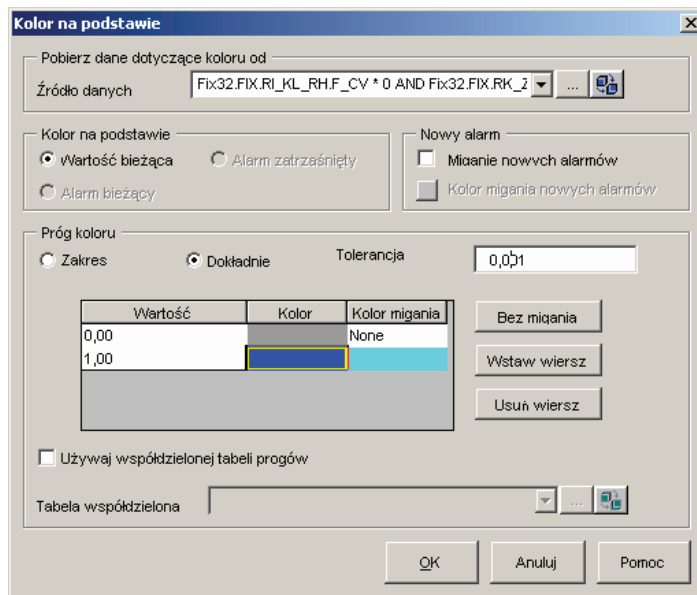 Kolor na podstawie
Pobierz dane dotyczące koloru od
Źródło danych
Fix32.FIX.RI_KL_RH.F_CV * 0 AND Fix32.FIX.RK_Z
...
Kolor na podstawie
Wartość bieżąca
Alarm zatrzaśnięty
Alarm bieżący
Nowy alarm
Miganie nowych alarmów
Kolor migania nowych alarmów
Próg koloru
Zakres
Dokładnie
Tolerancja
0,001
Wartość Kolor Kolor migania
0,00 None
1,00
Bez migania
Wstaw wiersz
Usuń wiersz
Używaj współdzielonej tabeli progów
Tabela współdzielona
...
OK Anuluj Pomoc